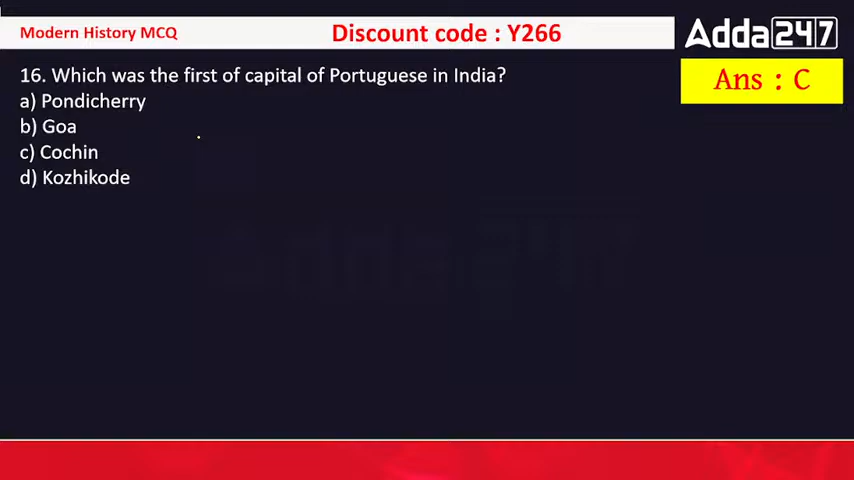 Modern History MCQ
Discount code : Y266
Adda247
Ans : C
16. Which was the first of capital of Portuguese in India?
a) Pondicherry
b) Goa
c) Cochin
d) Kozhikode